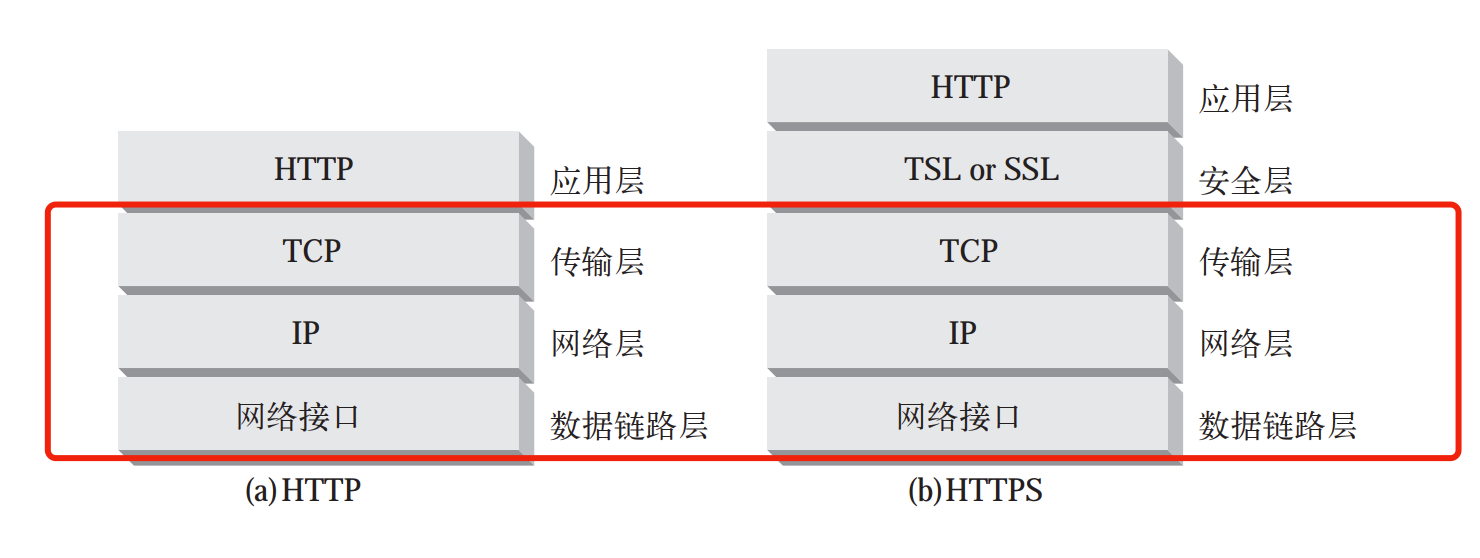 HTTP
应用层
TCP
传输层
IP
网络层
网络接口
数据链路层
(a)HTTP
HTTP
应用层
TSL or SSL
安全层
TCP
传输层
IP
网络层
网络接口
数据链路层
(b)HTTPS